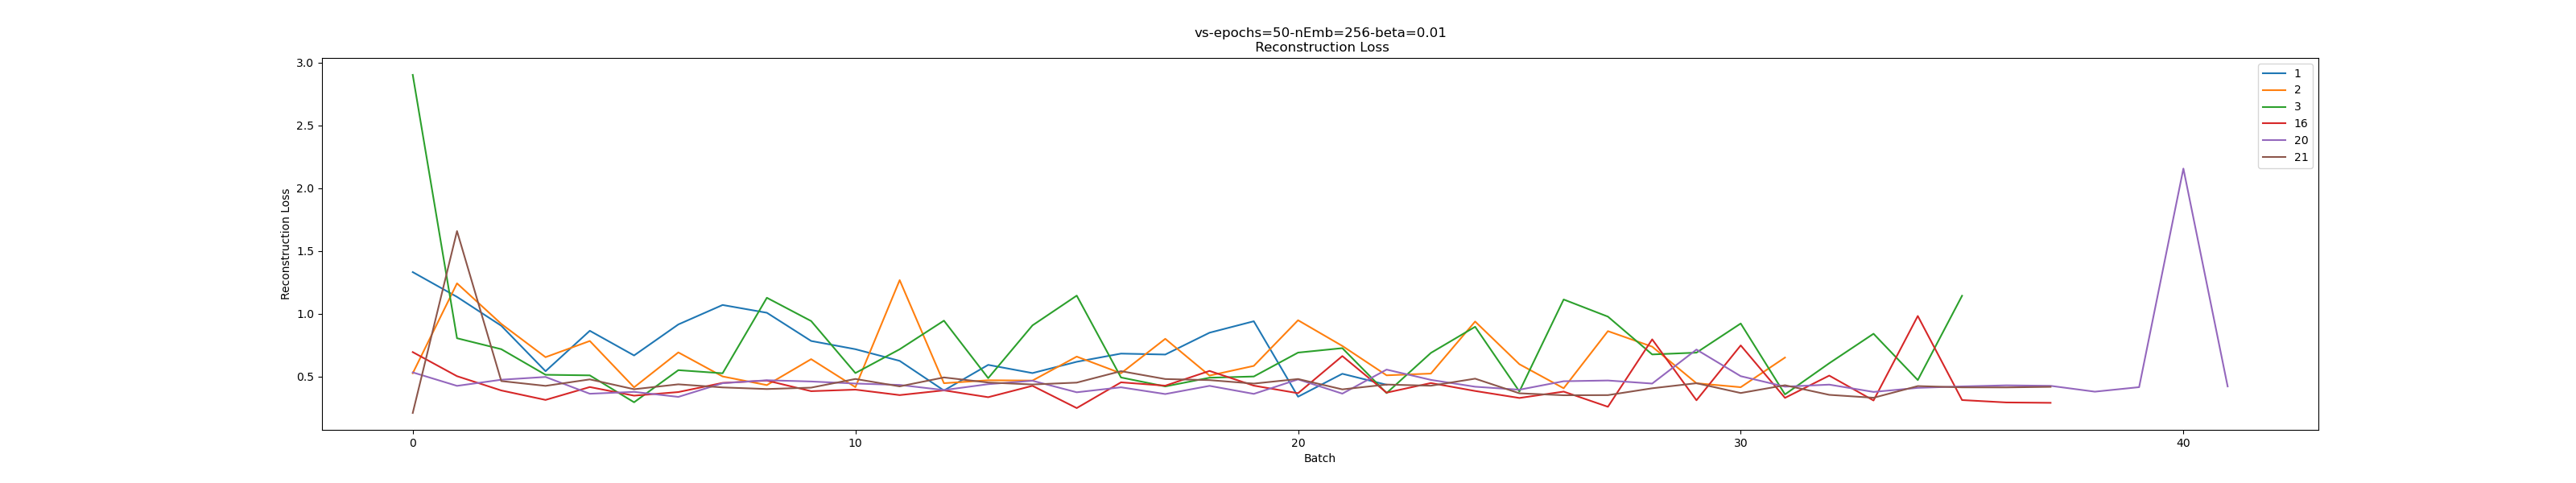 vs-epochs=50-nEmb=256-beta=0.01
Reconstruction Loss
3.0
2.5
2.0
1.5
1.0
0.5
Reconstruction Loss
0 10 20 30 40
Batch
1
2
3
16
20
21